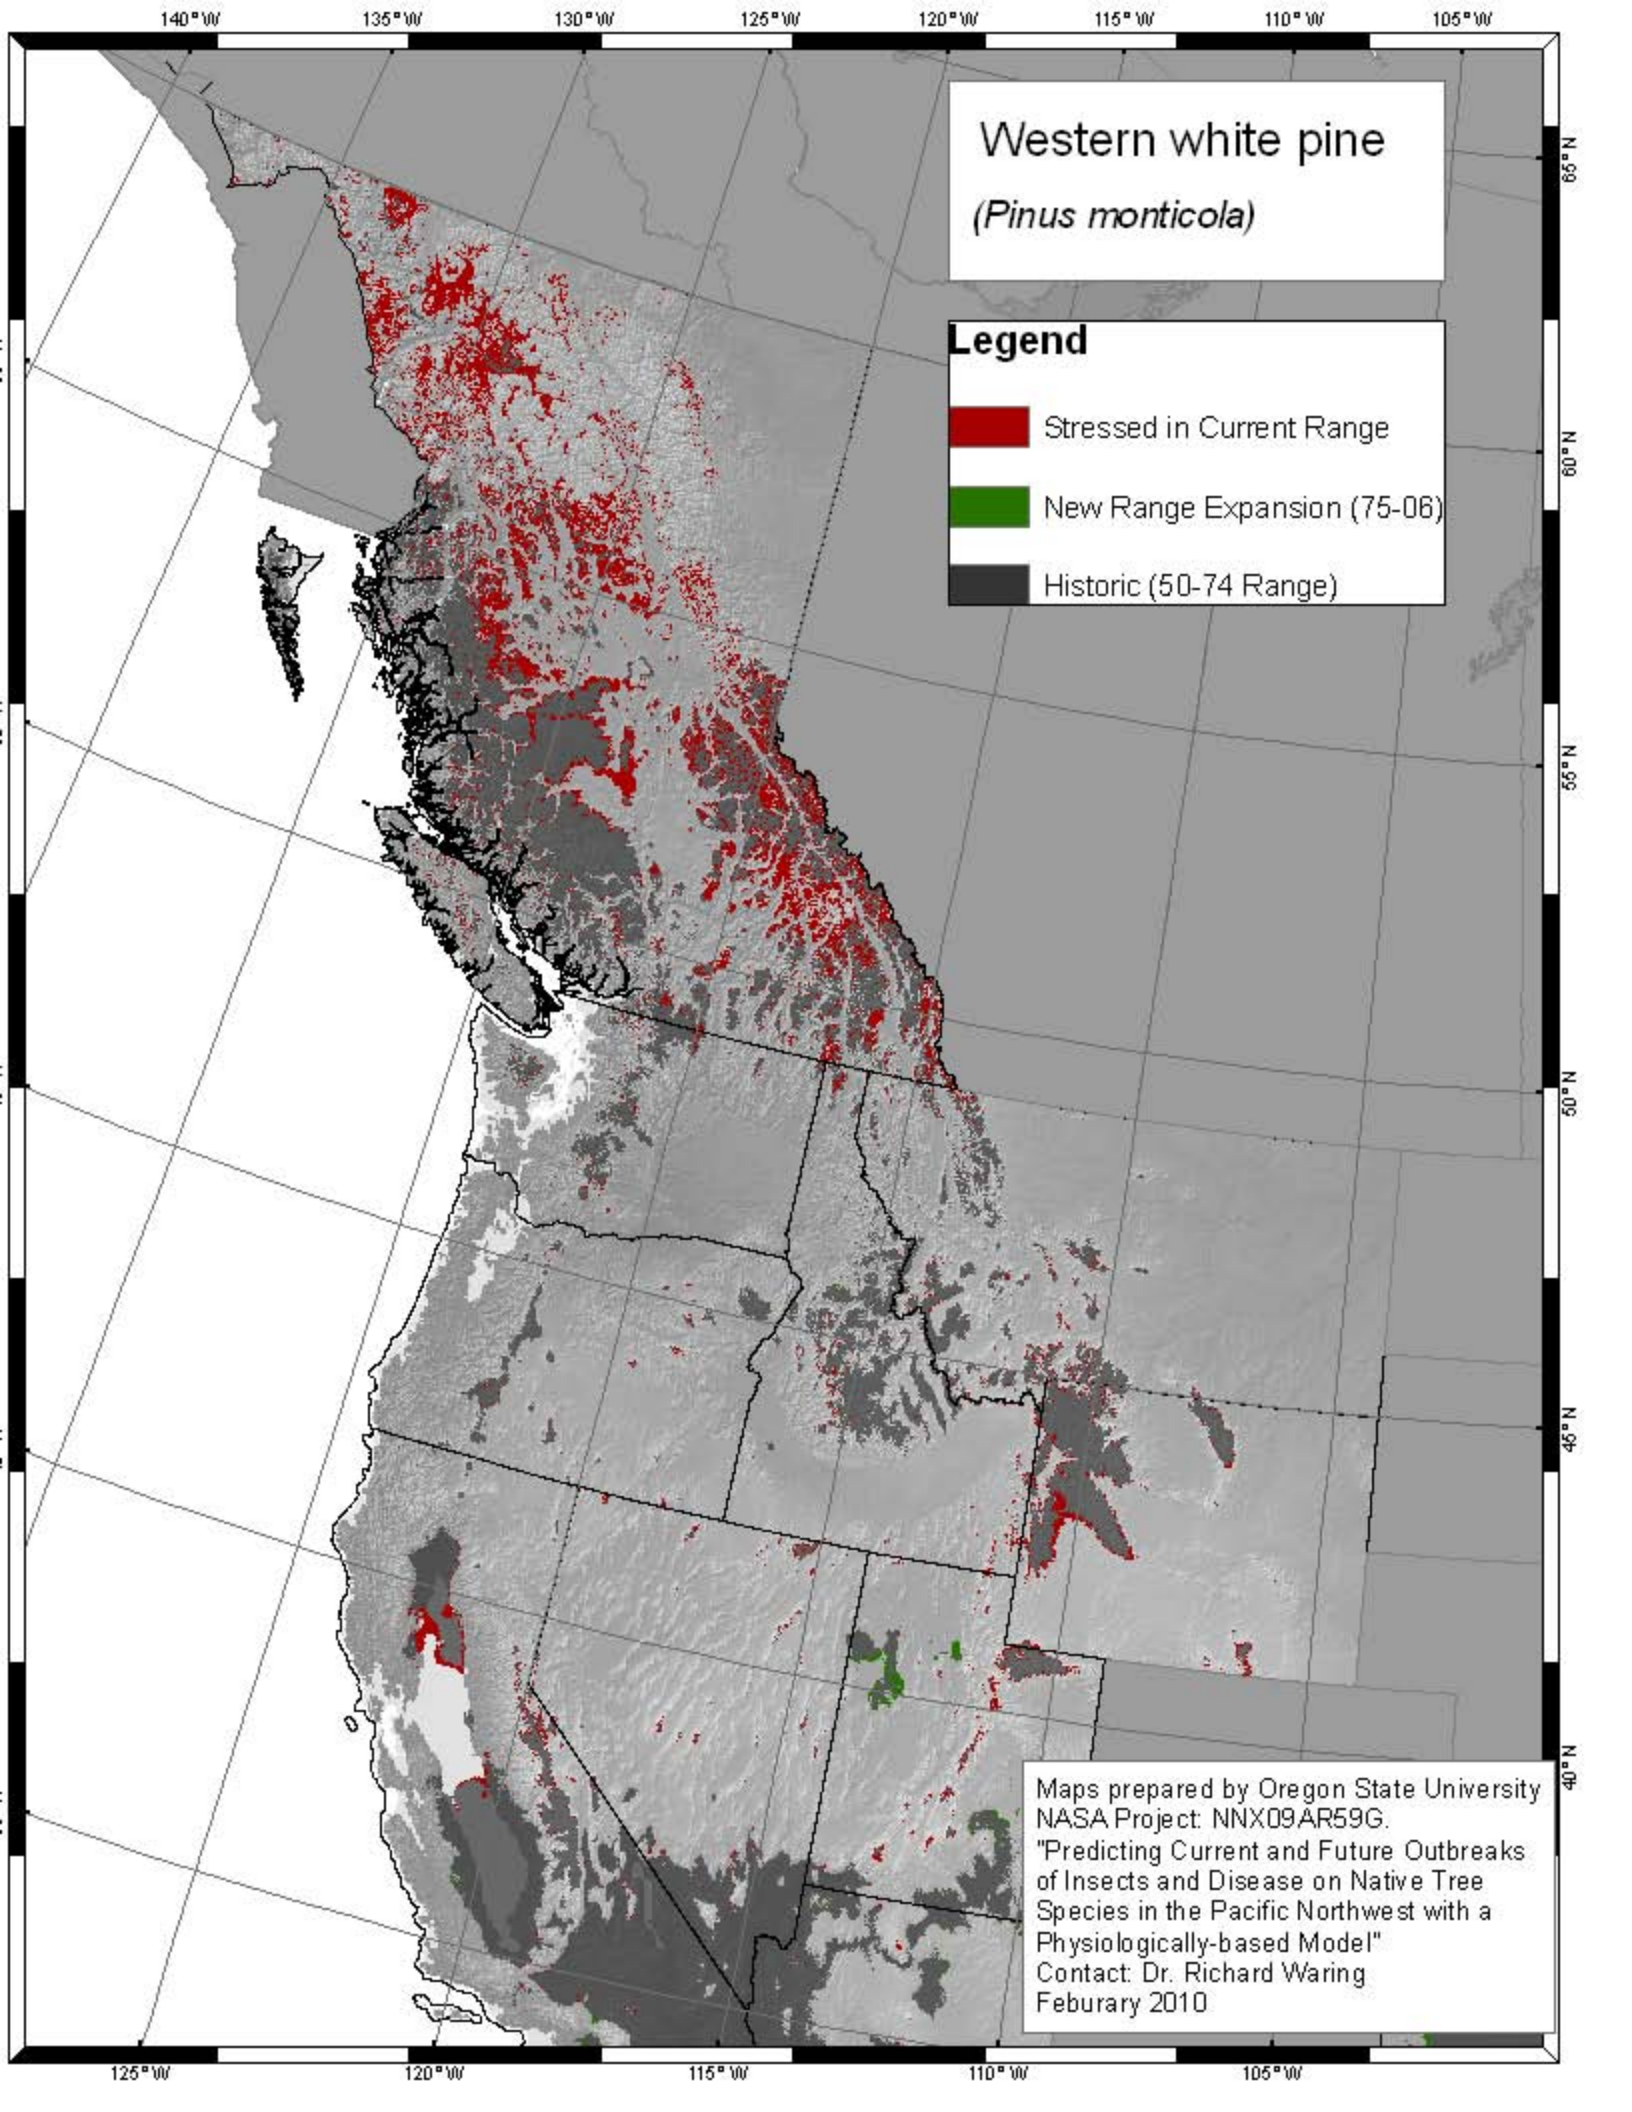 140°W 135°W 130°W 125°W 120°W 115°W 110°W 105°W
Western white pine
(Pinus monticola)
65°N
Legend
Stressed in Current Range
60°N
New Range Expansion (75-06)
Historic (50-74 Range)
55°N
50°N
45°N
40°N
Maps prepared by Oregon State University
NASA Project: NNX09AR59G.
"Predicting Current and Future Outbreaks
of Insects and Disease on Native Tree
Species in the Pacific Northwest with a
Physiologically-based Model"
Contact: Dr. Richard Waring
Feburary 2010
125°W 120°W 115°W 110°W 105°W